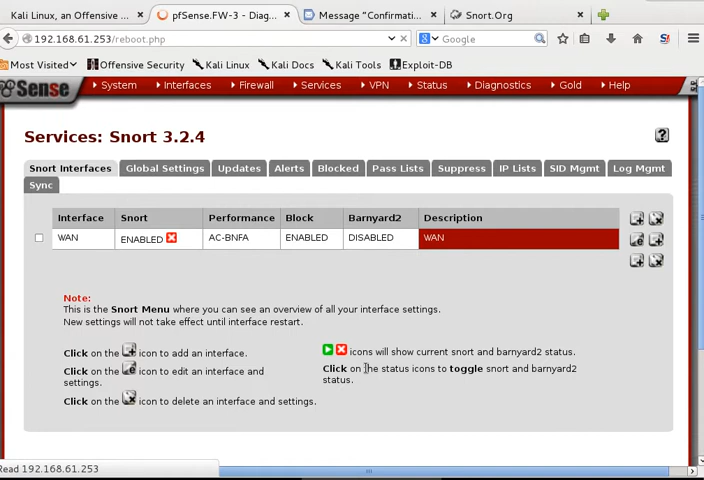 Kali Linux, an Offensive ...
pfSense.FW-3 - Diag...
Message "Confirmati...
Snort.Org
192.168.61.253/reboot.php
Google
Most Visited
Offensive Security
Kali Linux
Kali Docs
Kali Tools
Exploit-DB
Sense
System
Interfaces
Firewall
Services
VPN
Status
Diagnostics
Gold
Help
Services: Snort 3.2.4
?
Snort Interfaces
Global Settings
Updates
Alerts
Blocked
Pass Lists
Suppress
IP Lists
SID Mgmt
Log Mgmt
Sync
Interface Snort Performance Block Barnyard2 Description
WAN ENABLED AC-BNFA ENABLED DISABLED WAN
Note:
This is the Snort Menu where you can see an overview of all your interface settings.
New settings will not take effect until interface restart.
Click on the icon to add an interface.
Click on the icon to edit an interface and
settings.
Click on the icon to delete an interface and settings.
icons will show current snort and barnyard2 status.
Click on the status icons to toggle snort and barnyard2
status.
Read 192.168.61.253